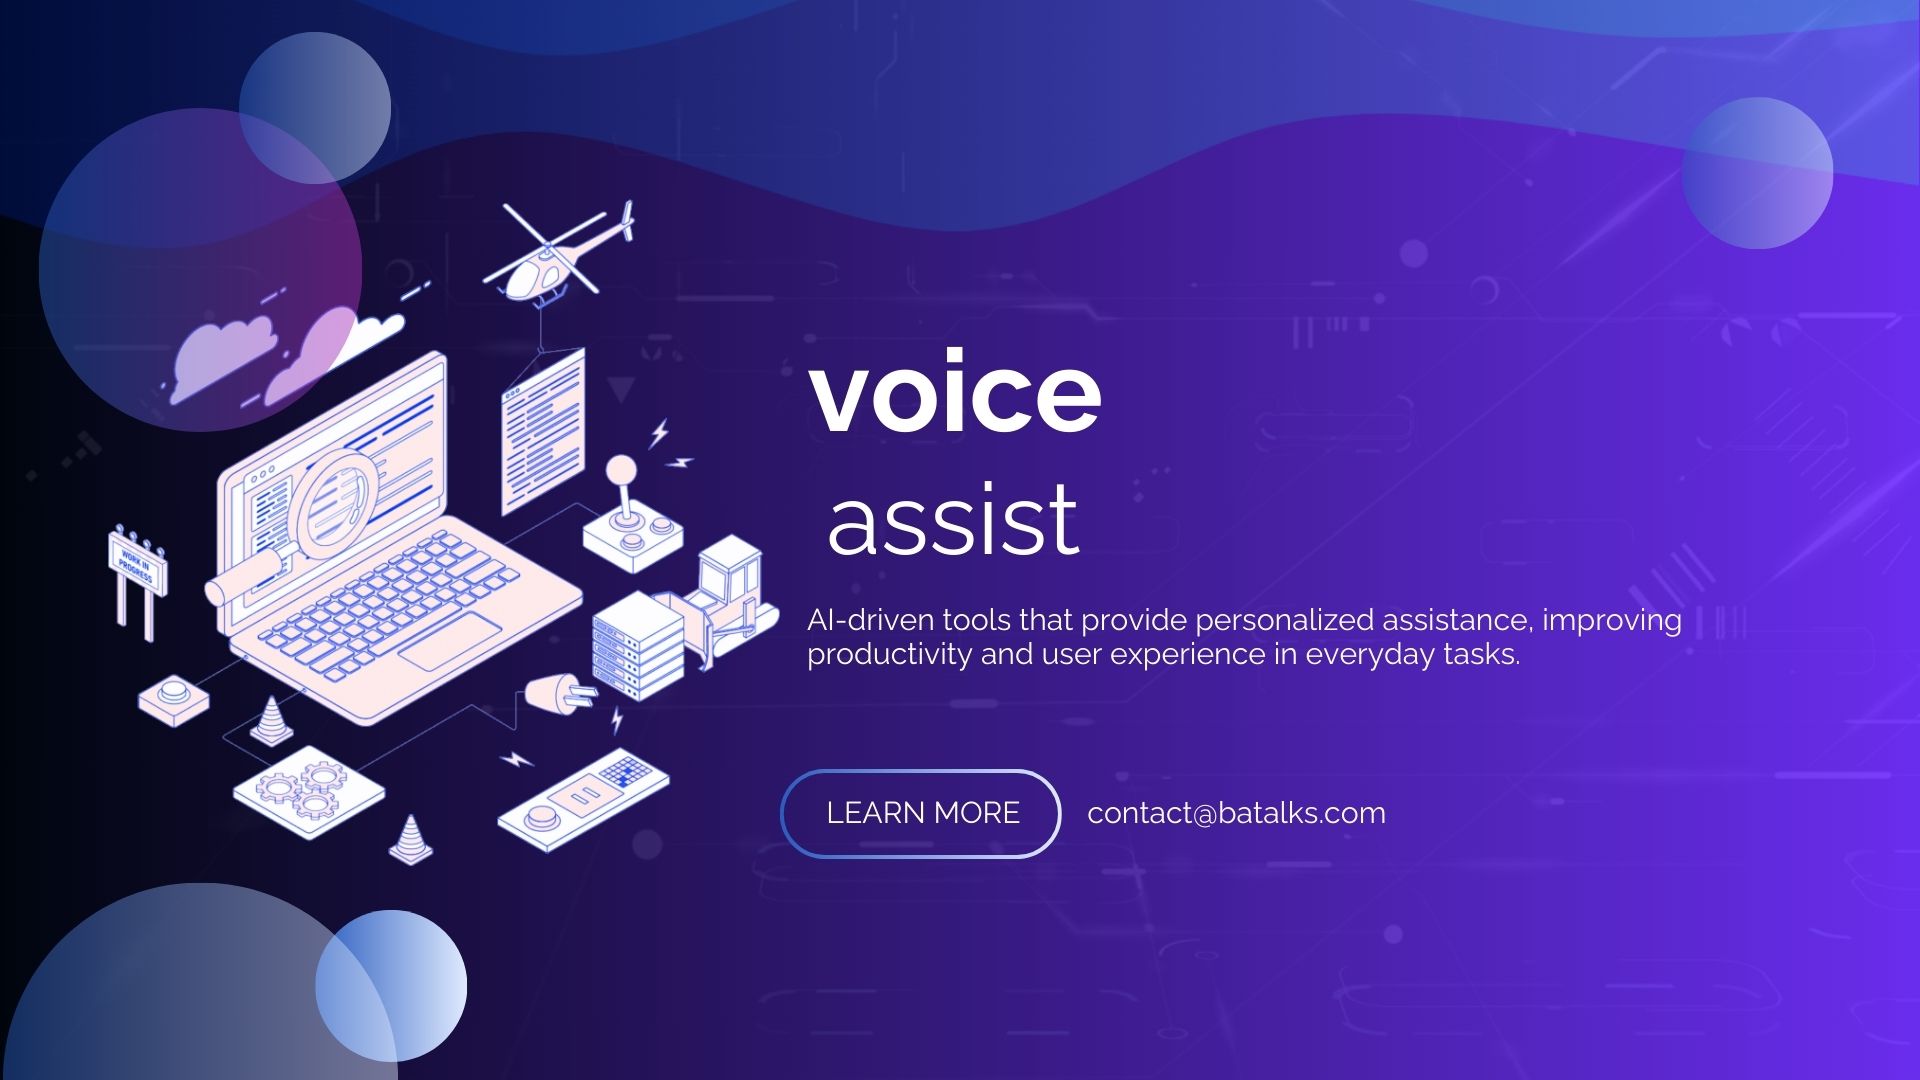 voice
assist
AI-driven tools that provide personalized assistance, improving
productivity and user experience in everyday tasks.
WORK IN
PROGRESS
LEARN MORE
contact@batalks.com